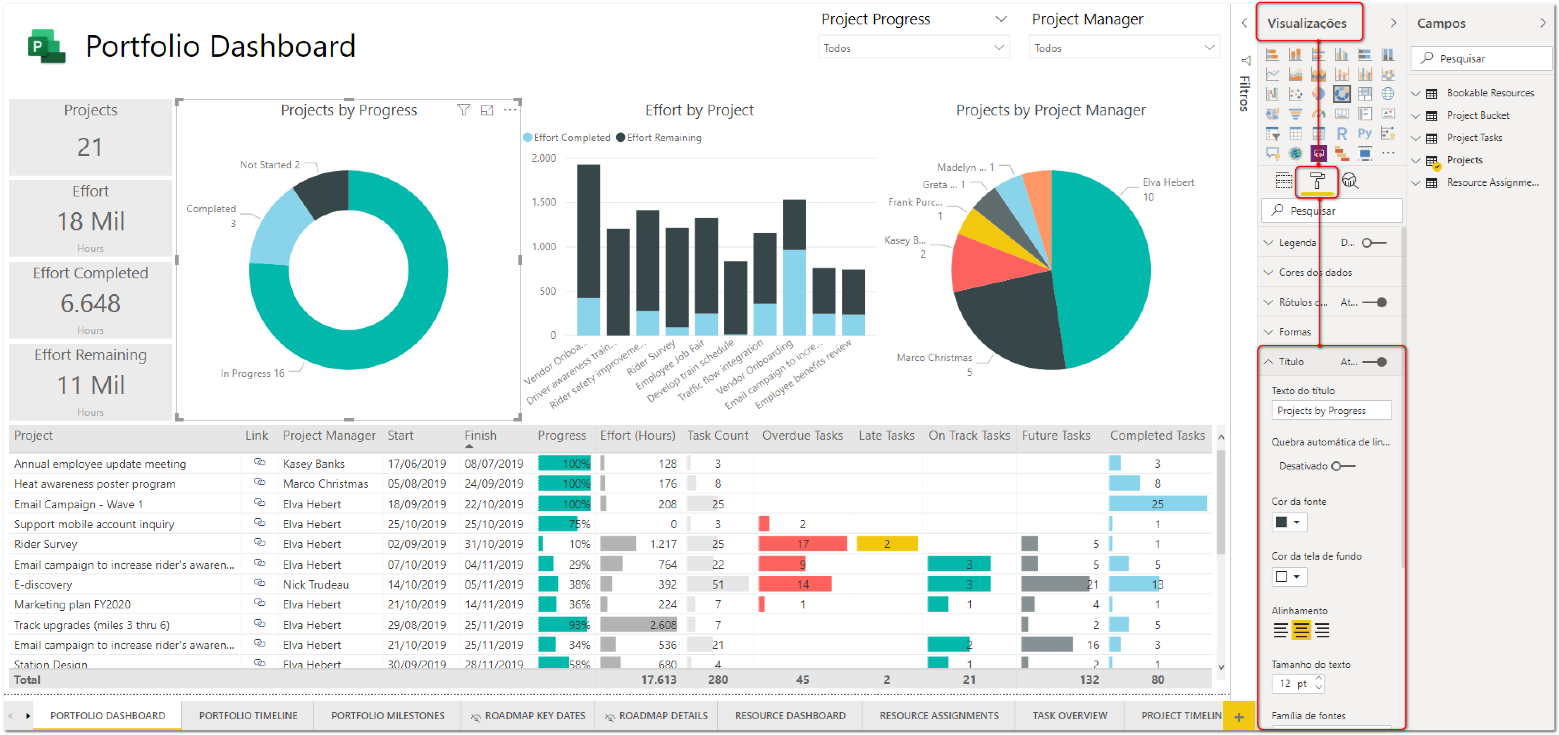 Portfolio Dashboard
Project Progress
Todos
Project Manager
Todos
Projects
21
Effort
18 Mil
Hours
Effort Completed
6.648
Hours
Effort Remaining
11 Mil
Hours
Projects by Progress
Not Started 2
Completed
3
In Progress 16
Effort by Project
Effort Completed Effort Remaining
2.000
1.500
1.000
500
0
Vendor Onboa...
Driver awareness train...
Rider safety improveme...
Rider Survey
Employee Job Fair
Develop train schedule
Traffic flow integration
Vendor Onboarding
Email campaign to incre...
Employee benefits review
Projects by Project Manager
Madelyn ... 1
Greta ... 1
Frank Purc...
1
Kasey B...
2
Marco Christmas
5
Elva Hebert
10
Project Link Project Manager Start Finish Progress Effort (Hours) Task Count Overdue Tasks Late Tasks On Track Tasks Future Tasks Completed Tasks
Annual employee update meeting Kasey Banks 17/06/2019 08/07/2019 100% 128 3 3
Heat awareness poster program Marco Christmas 05/08/2019 24/09/2019 100% 176 8 8
Email Campaign - Wave 1 Elva Hebert 18/09/2019 22/10/2019 100% 208 25 25
Support mobile account inquiry Elva Hebert 25/10/2019 25/10/2019 75% 0 3 2 1
Rider Survey Elva Hebert 02/09/2019 31/10/2019 10% 1.217 25 17 2 5 1
Email campaign to increase rider's awaren... Elva Hebert 07/10/2019 04/11/2019 29% 764 22 9 3 5 5
E-discovery Nick Trudeau 14/10/2019 05/11/2019 38% 392 51 14 3 21 13
Marketing plan FY2020 Elva Hebert 21/10/2019 14/11/2019 36% 224 7 1 1 4 1
Track upgrades (miles 3 thru 6) Elva Hebert 29/08/2019 25/11/2019 93% 2.608 7 2 5
Email campaign to increase rider's awaren... Elva Hebert 21/10/2019 25/11/2019 34% 536 21 2 16 3
Station Design Elva Hebert 30/09/2019 28/11/2019 58% 680 4 1 2 1
Total 17.613 280 45 2 21 132 80
PORTFOLIO DASHBOARD PORTFOLIO TIMELINE PORTFOLIO MILESTONES ROADMAP KEY DATES ROADMAP DETAILS RESOURCE DASHBOARD RESOURCE ASSIGNMENTS TASK OVERVIEW PROJECT TIMELIN
Filtros
Visualizações
R Py
Pesquisar
Legenda D...
Cores dos dados
Rótulos d... At...
Formas
Título At...
Texto do título
Projects by Progress
Quebra automática de lin...
Desativado
Cor da fonte
Cor da tela de fundo
Alinhamento
Tamanho do texto
12 pt
Família de fontes
Campos
Pesquisar
Bookable Resources
Project Bucket
Project Tasks
Projects
Resource Assignme...